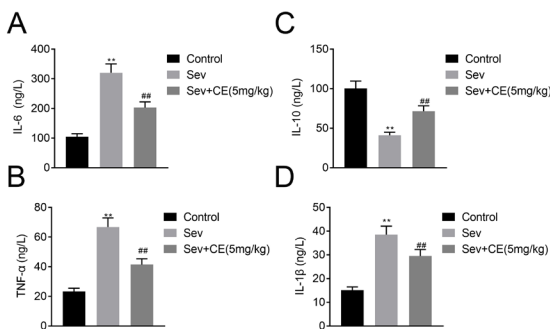 A
IL-6 (ng/L)
400
300
200
100
0
**
##
Control
Sev
Sev+CE(5mg/kg)
C
IL-10 (ng/L)
150
100
50
0
**
##
Control
Sev
Sev+CE(5mg/kg)
B
TNF-α (ng/L)
80
60
40
20
0
**
##
Control
Sev
Sev+CE(5mg/kg)
D
IL-1β (ng/L)
50
40
30
20
10
0
**
##
Control
Sev
Sev+CE(5mg/kg)